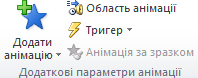 Додати
анімацію
Область анімації
Тригер
Анімація за зразком
Додаткові параметри анімації